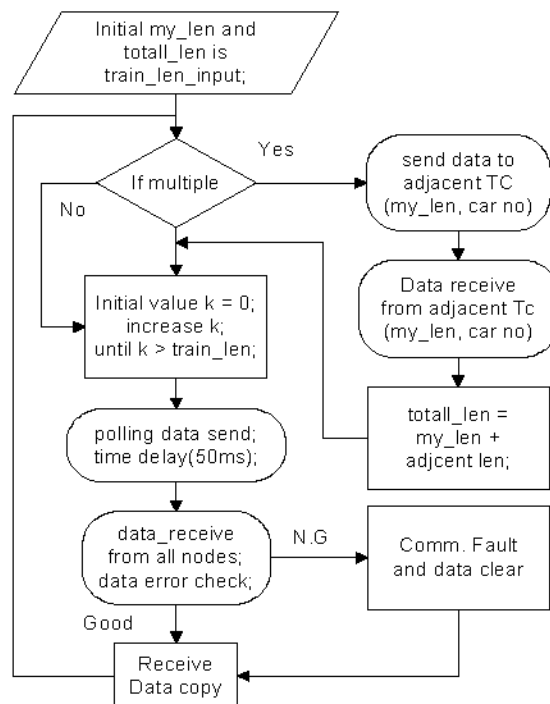 Initial my_len and
totall_len is
train_len_input;
Yes
If multiple
No
send data to
adjacent TC
(my_len, car no)
Data receive
from adjacent Tc
(my_len, car no)
totall_len =
my_len +
adjcent len;
Initial value k = 0;
increase k;
until k > train_len;
polling data send;
time delay(50ms);
data_receive
from all nodes;
data error check;
N.G
Comm. Fault
and data clear
Good
Receive
Data copy